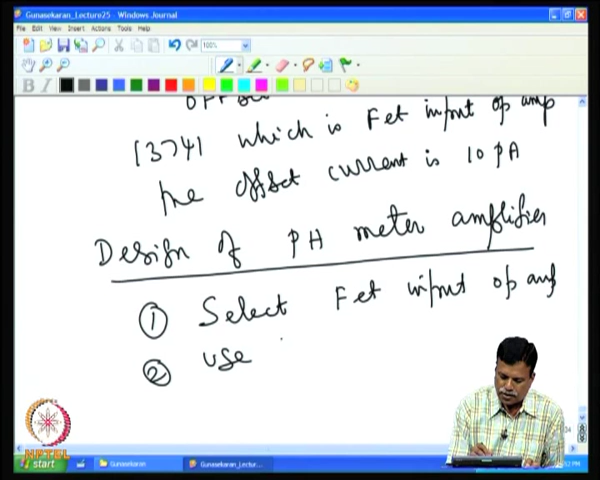 Gunasekaran_Lecture25 - Windows Journal
File Edit View Insert Actions Tools Help
100%
B I
offset
1374) which is Fet input op amp
the offset current is 10 PA
Design of PH meter amplifier
① Select Fet input op amp
② use
NPTEL
start Gunasekaran Gunasekaran_Lectur...